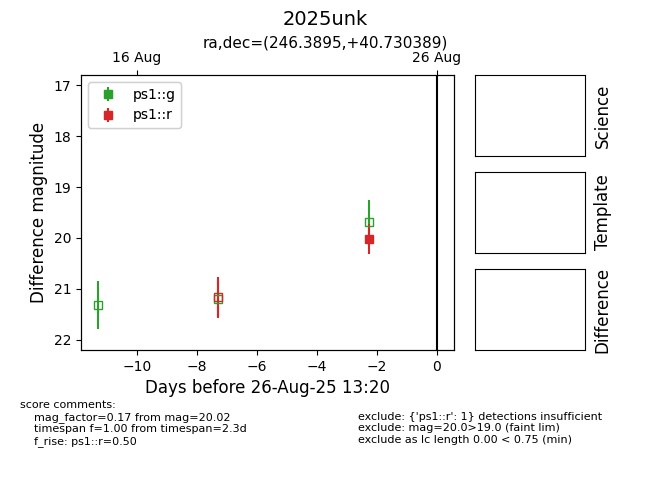 2025unk
ra,dec=(246.3895,+40.730389)
16 Aug 26 Aug
ps1::g
ps1::r
17
18
19
20
21
22
Difference magnitude
−10 −8 −6 −4 −2 0
Days before 26-Aug-25 13:20
Science
Template
Difference
score comments:
mag_factor=0.17 from mag=20.02
timespan f=1.00 from timespan=2.3d
f_rise: ps1::r=0.50
exclude: {'ps1::r': 1} detections insufficient
exclude: mag=20.0>19.0 (faint lim)
exclude as lc length 0.00 < 0.75 (min)